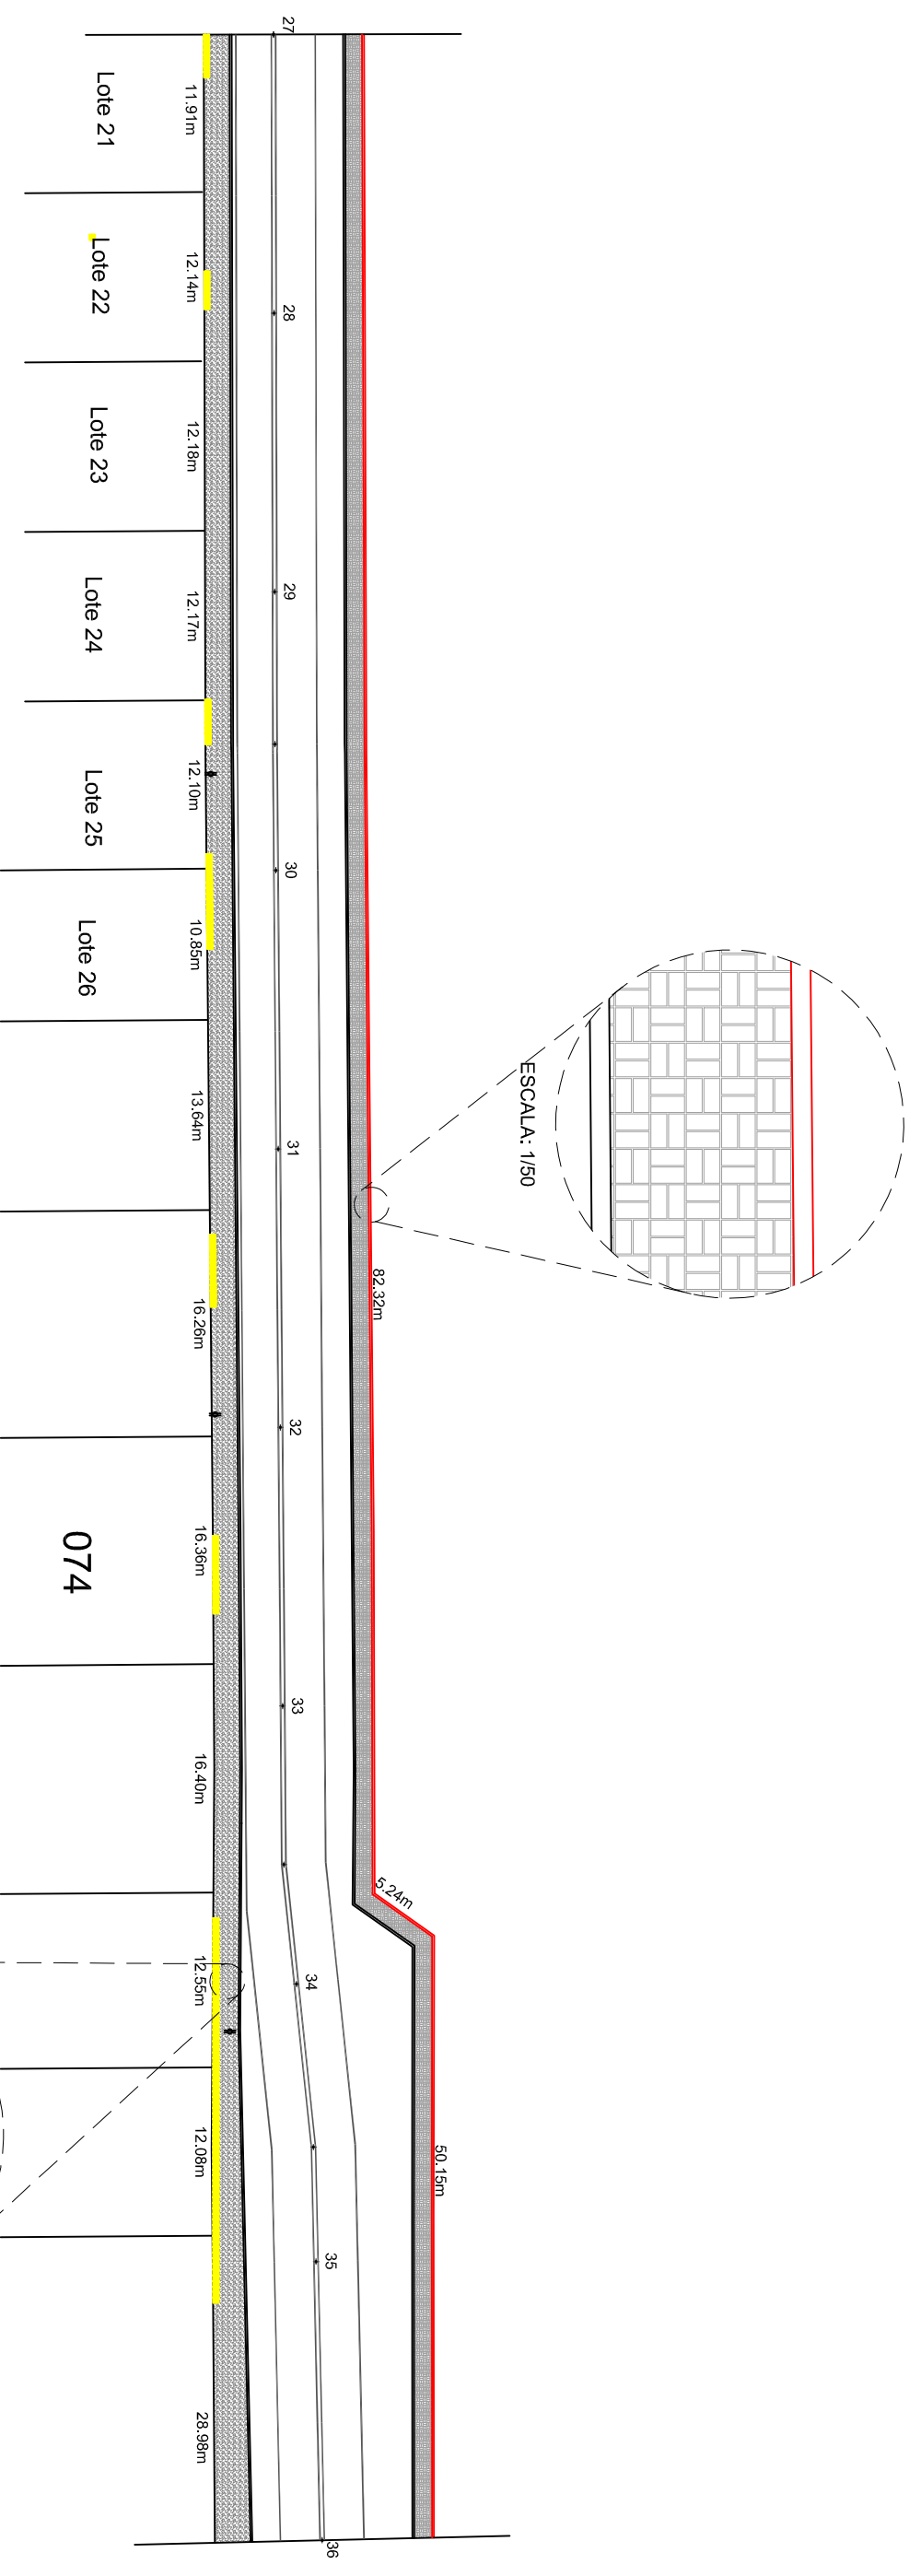 27
Lote 21
11.91m
Lote 22
12.14m
28
Lote 23
12.18m
29
Lote 24
12.17m
Lote 25
12.10m
30
Lote 26
10.85m
ESCALA: 1/50
13.64m
31
82.32m
16.26m
32
074
16.36m
33
16.40m
5.24m
12.55m
34
12.08m
50.15m
35
28.98m
36